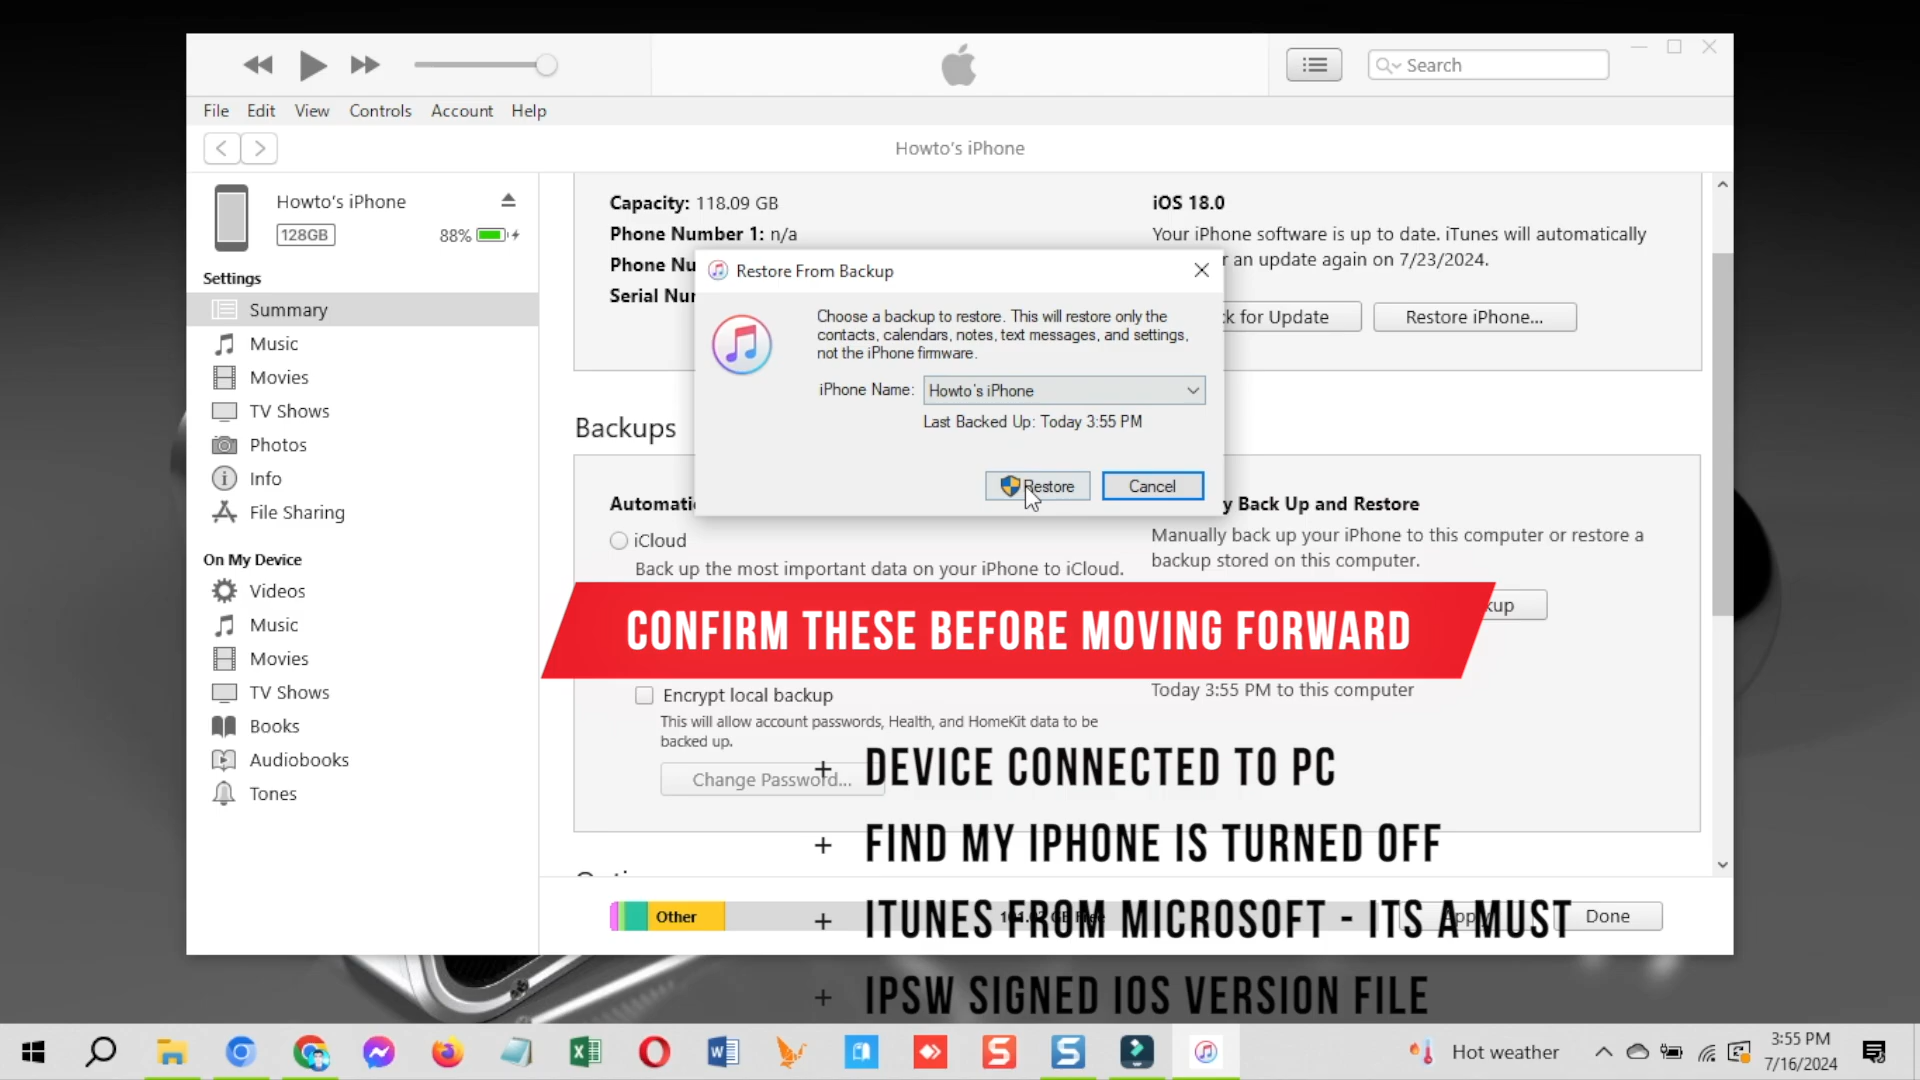 Search
File Edit View Controls Account Help
Howto's iPhone
Howto's iPhone
128GB
88%
Settings
Summary
Music
Movies
TV Shows
Photos
Info
File Sharing
On My Device
Videos
Music
Movies
TV Shows
Books
Audiobooks
Tones
Capacity: 118.09 GB
Phone Number 1: n/a
Phone Nu
Serial Nur
iOS 18.0
Your iPhone software is up to date. iTunes will automatically
r an update again on 7/23/2024.
k for Update
Restore iPhone...
Restore From Backup
Choose a backup to restore. This will restore only the
contacts, calendars, notes, text messages, and settings,
not the iPhone firmware.
iPhone Name: Howto's iPhone
Last Backed Up: Today 3:55 PM
Restore Cancel
Backups
Automati
iCloud
Back up the most important data on your iPhone to iCloud.
y Back Up and Restore
Manually back up your iPhone to this computer or restore a
backup stored on this computer.
kup
CONFIRM THESE BEFORE MOVING FORWARD
Encrypt local backup
This will allow account passwords, Health, and HomeKit data to be
backed up.
Change Password...
Today 3:55 PM to this computer
+ DEVICE CONNECTED TO PC
+ FIND MY IPHONE IS TURNED OFF
+ ITUNES FROM MICROSOFT - ITS A MUST
+ IPSW SIGNED IOS VERSION FILE
Other
Done
Hot weather
3:55 PM
7/16/2024